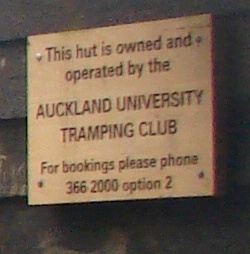 This hut is owned and
operated by the
AUCKLAND UNIVERSITY
TRAMPING CLUB
For bookings please phone
366 2000 option 2